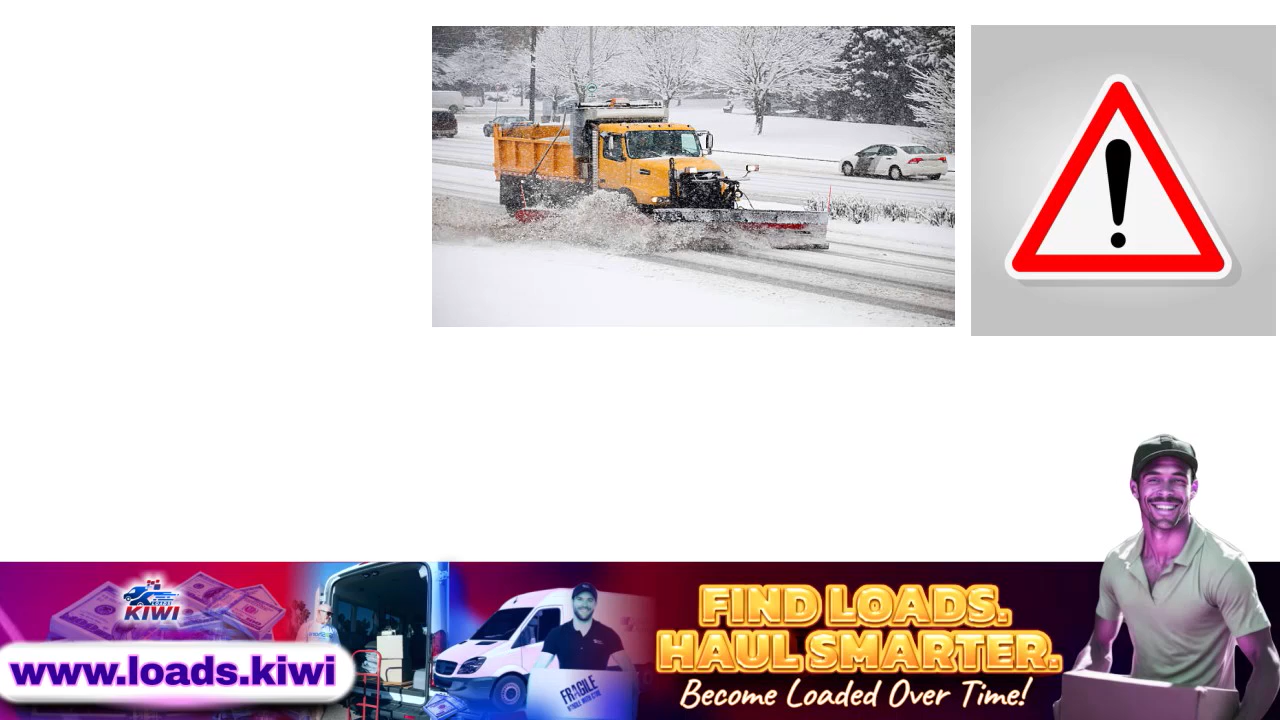 KIWI
www.loads.kiwi
FRAGILE
FIND LOADS.
HAUL SMARTER.
Become Loaded Over Time!